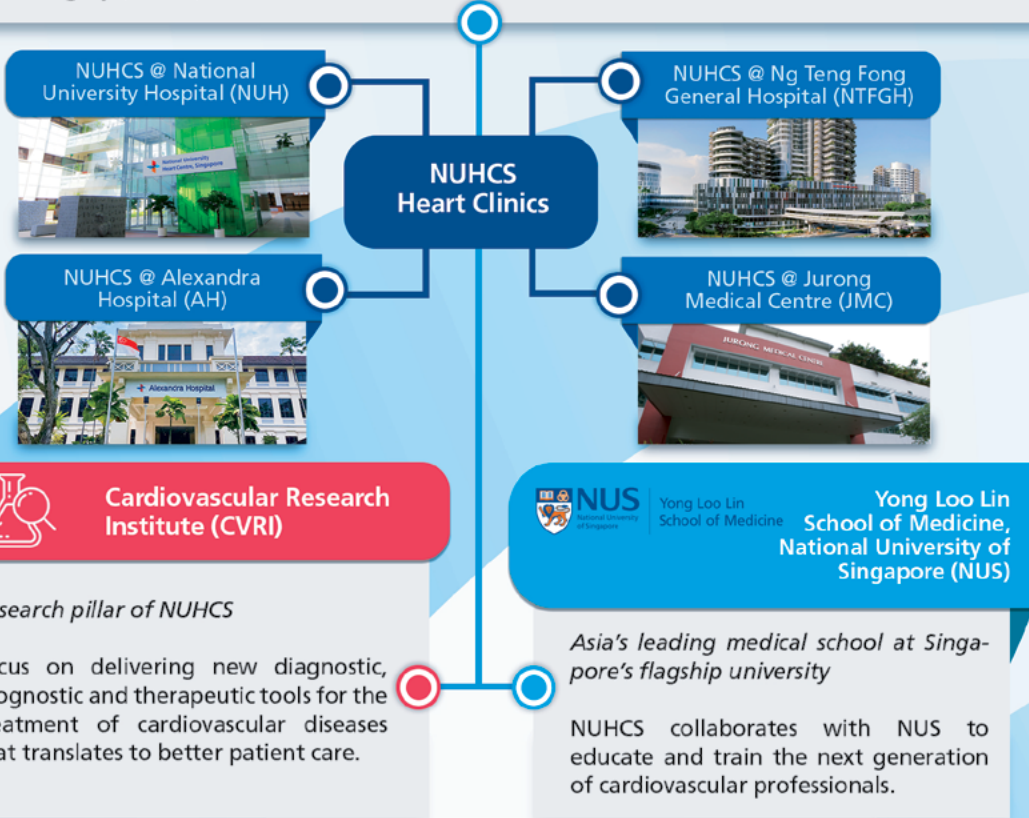 NUHCS @ National
University Hospital (NUH)
National University
Heart Centre, Singapore
NUHCS @ Ng Teng Fong
General Hospital (NTFGH)
NUHCS
Heart Clinics
NUHCS @ Alexandra
Hospital (AH)
Alexandra Hospital
NUHCS @ Jurong
Medical Centre (JMC)
JURONG MEDICAL CENTRE
Cardiovascular Research
Institute (CVRI)
search pillar of NUHCS
cus on delivering new diagnostic,
ognostic and therapeutic tools for the
eatment of cardiovascular diseases
at translates to better patient care.
NUS
National University
of Singapore
Yong Loo Lin
School of Medicine
Yong Loo Lin
School of Medicine,
National University of
Singapore (NUS)
Asia's leading medical school at Singa-
pore's flagship university
NUHCS collaborates with NUS to
educate and train the next generation
of cardiovascular professionals.